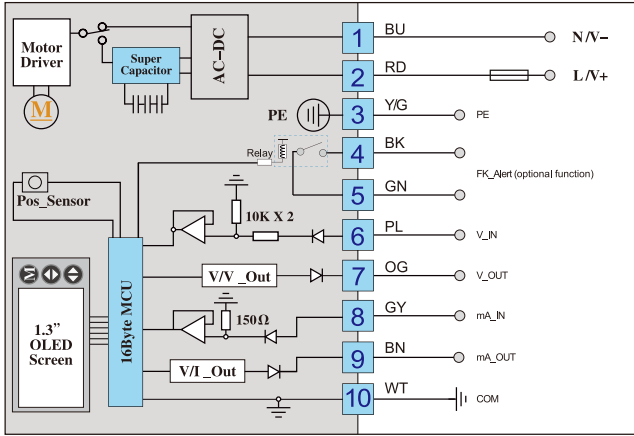 Motor
Driver
M
Super
Capacitor
AC-DC
1 BU N/V-
2 RD L/V+
PE 3 Y/G PE
Relay 4 BK
FK_Alert (optional function)
5 GN
Pos_Sensor
10K X 2 6 PL V_IN
V/V_Out 7 OG V_OUT
16Byte MCU
150Ω 8 GY mA_IN
1.3"
OLED
Screen
V/I_Out 9 BN mA_OUT
10 WT COM
M